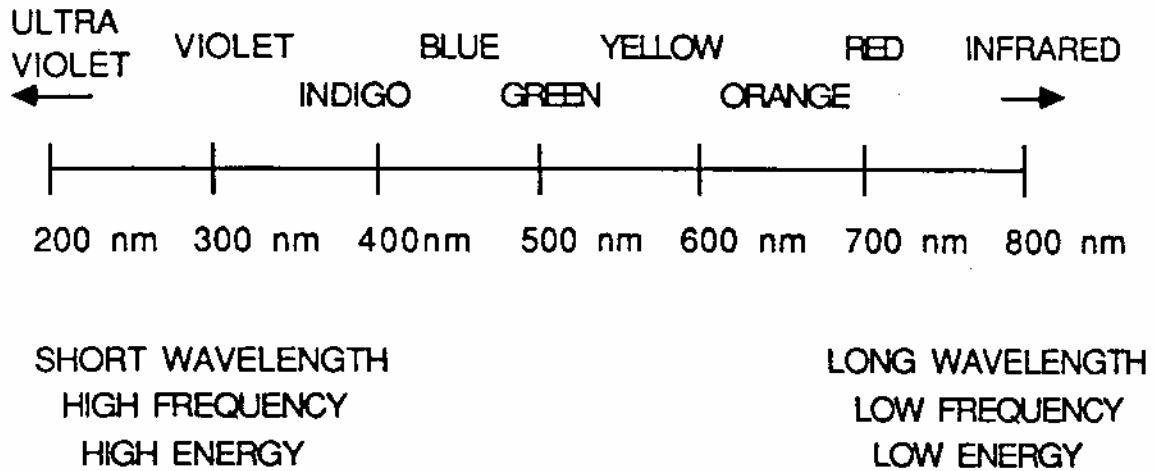 ULTRA
VIOLET
VIOLET
BLUE
YELLOW
RED
INFRARED
INDIGO
GREEN
ORANGE
200 nm 300 nm 400nm 500 nm 600 nm 700 nm 800 nm
SHORT WAVELENGTH
HIGH FREQUENCY
HIGH ENERGY
LONG WAVELENGTH
LOW FREQUENCY
LOW ENERGY